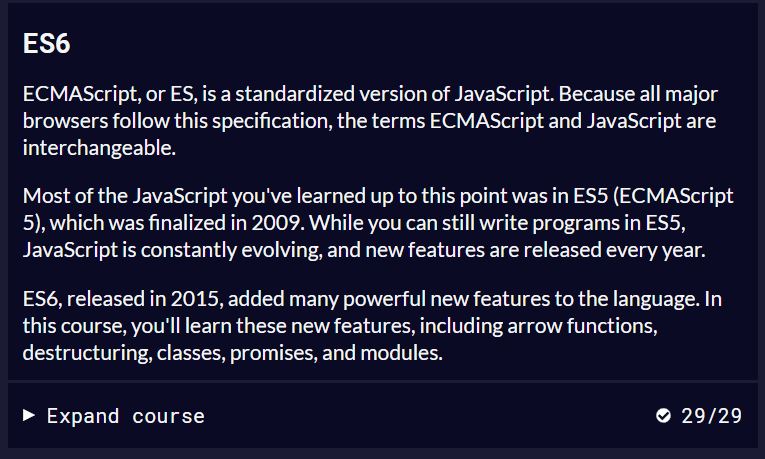 ES6
ECMAScript, or ES, is a standardized version of JavaScript. Because all major
browsers follow this specification, the terms ECMAScript and JavaScript are
interchangeable.
Most of the JavaScript you've learned up to this point was in ES5 (ECMAScript
5), which was finalized in 2009. While you can still write programs in ES5,
JavaScript is constantly evolving, and new features are released every year.
ES6, released in 2015, added many powerful new features to the language. In
this course, you'll learn these new features, including arrow functions,
destructuring, classes, promises, and modules.
Expand course 29/29